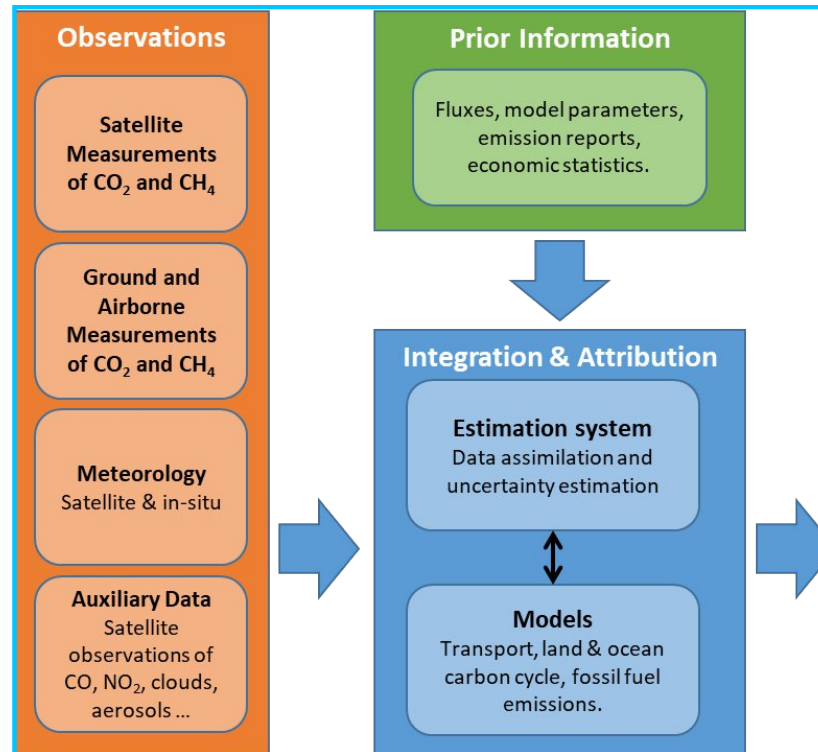 Observations
Satellite
Measurements
of CO₂ and CH₄
Ground and
Airborne
Measurements
of CO₂ and CH₄
Meteorology
Satellite & in-situ
Auxiliary Data
Satellite
observations of
CO, NO₂, clouds,
aerosols ...
Prior Information
Fluxes, model parameters,
emission reports,
economic statistics.
Integration & Attribution
Estimation system
Data assimilation and
uncertainty estimation
Models
Transport, land & ocean
carbon cycle, fossil fuel
emissions.